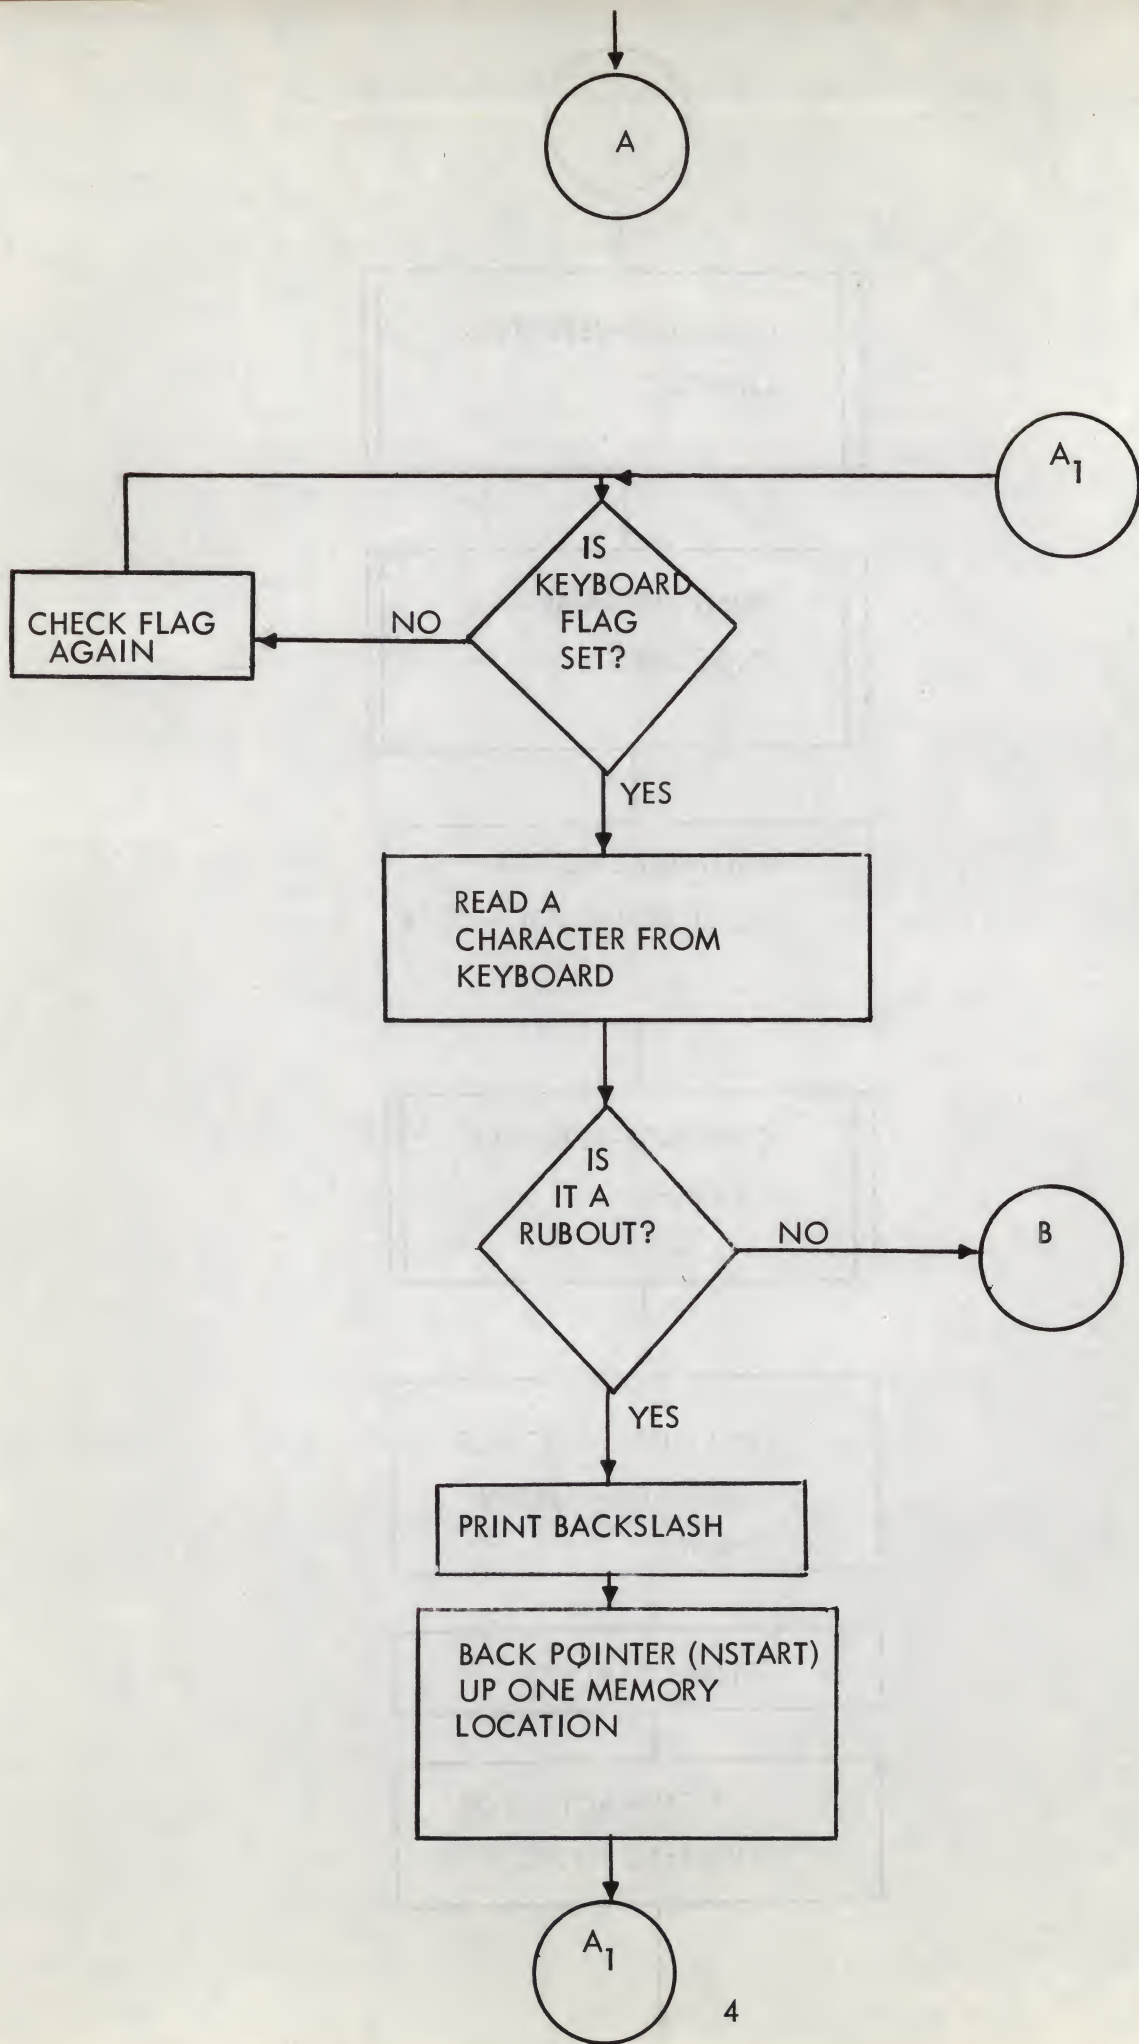 A
A1
IS
KEYBOARD
FLAG
SET?
NO
CHECK FLAG
AGAIN
YES
READ A
CHARACTER FROM
KEYBOARD
IS
IT A
RUBOUT?
NO
B
YES
PRINT BACKSLASH
BACK POINTER (NSTART)
UP ONE MEMORY
LOCATION
A1
4